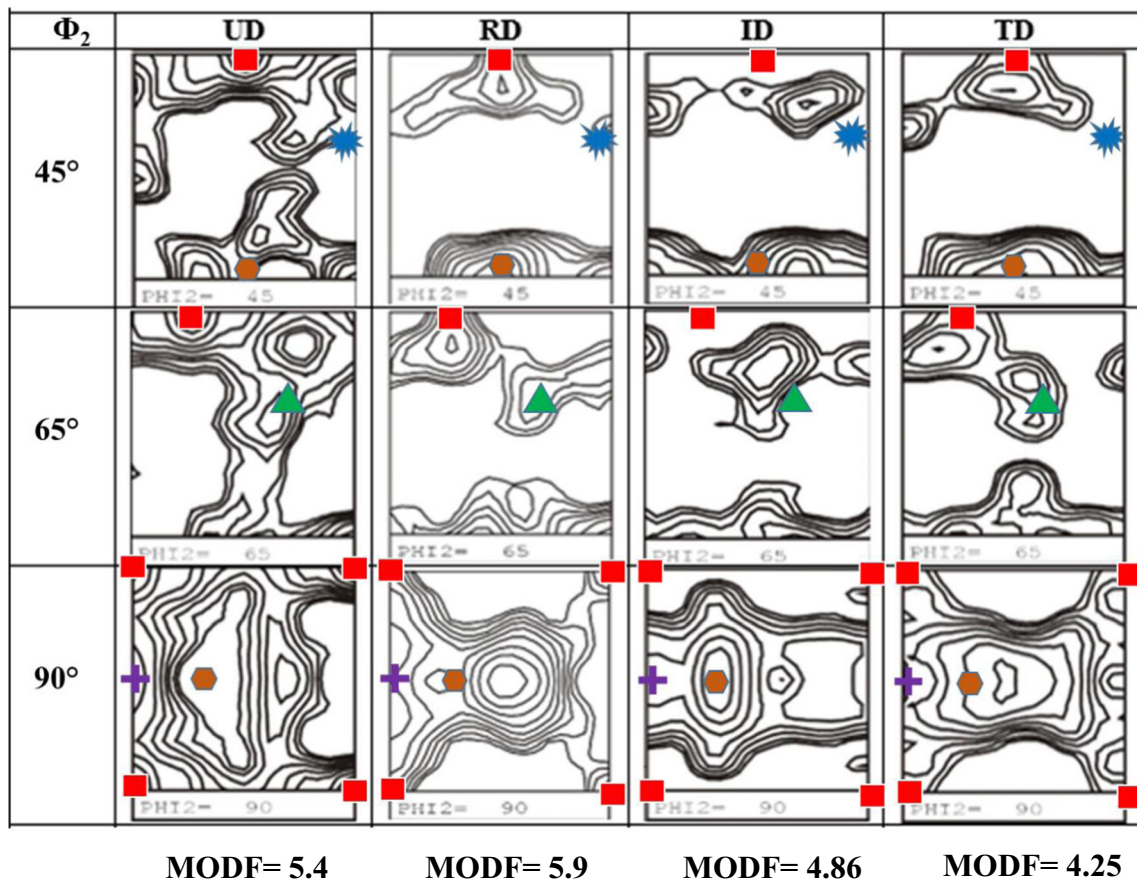 Φ₂ UD RD ID TD
45°
PHI2= 45 PHI2= 45 PHI2= 45 PHI2= 45
65°
PHI2= 65 PHI2= 65 PHI2= 65 PHI2= 65
90°
PHI2= 90 PHI2= 90 PHI2= 90 PHI2= 90
MODF= 5.4 MODF= 5.9 MODF= 4.86 MODF= 4.25